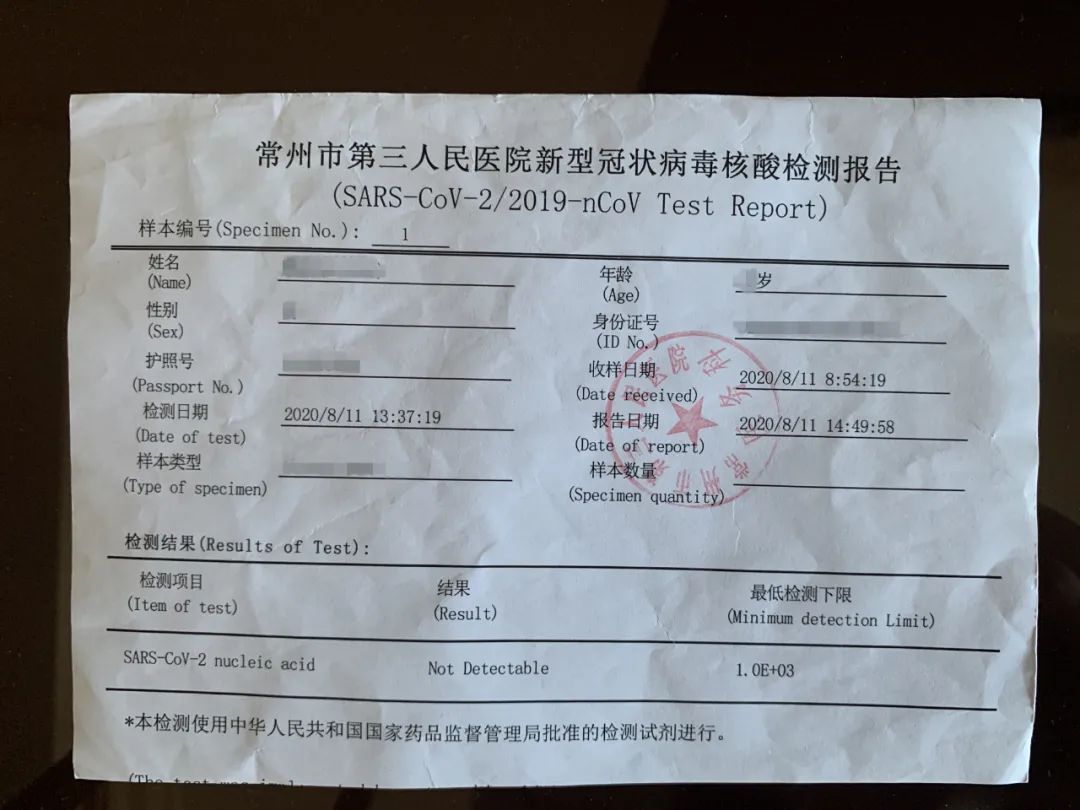 常州市第三人民医院新型冠状病毒核酸检测报告
(SARS-CoV-2/2019-nCoV Test Report)
样本编号(Specimen No.): 1
姓名
(Name)
年龄 岁
(Age)
性别
(Sex)
身份证号
(ID No.)
护照号
(Passport No.)
收样日期 2020/8/11 8:54:19
(Date received)
检测日期 2020/8/11 13:37:19
(Date of test)
报告日期 2020/8/11 14:49:58
(Date of report)
样本类型
(Type of specimen)
样本数量
(Specimen quantity)
检测结果(Results of Test):
检测项目 结果 最低检测下限
(Item of test) (Result) (Minimum detection Limit)
SARS-CoV-2 nucleic acid Not Detectable 1.0E+03
*本检测使用中华人民共和国国家药品监督管理局批准的检测试剂进行。
(The test was